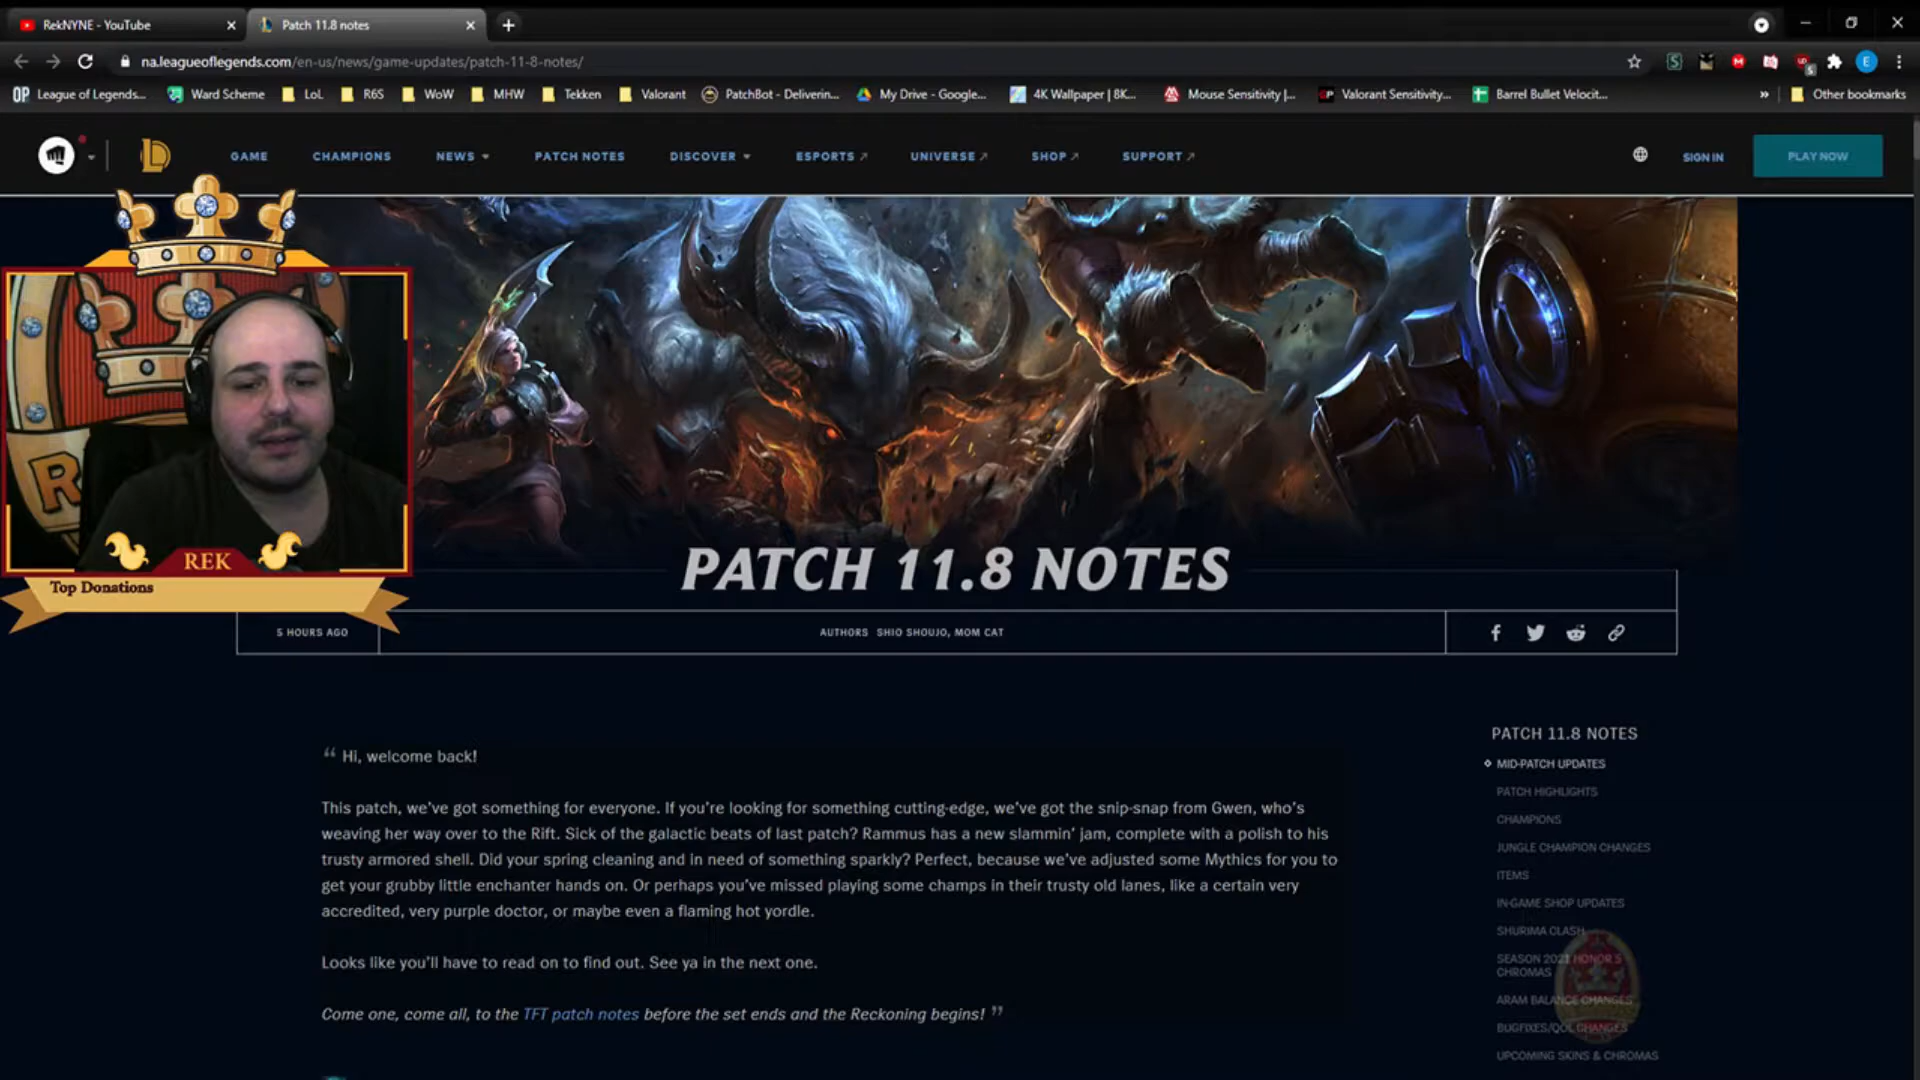 RekNYNE - YouTube
Patch 11.8 notes
na.leagueoflegends.com/en-us/news/game-updates/patch-11-8-notes/
OP League of Legends...
Ward Scheme
LoL
R6S
WoW
MHW
Tekken
Valorant
PatchBot - Deliverin...
My Drive - Google...
4K Wallpaper | 8K...
Mouse Sensitivity |...
Valorant Sensitivity...
Barrel Bullet Velocit...
»
Other bookmarks
GAME
CHAMPIONS
NEWS
PATCH NOTES
DISCOVER
ESPORTS
UNIVERSE
SHOP
SUPPORT
SIGN IN
PLAY NOW
R
REK
Top Donations
PATCH 11.8 NOTES
5 HOURS AGO
AUTHORS SHIO SHOUJO, MOM CAT
“ Hi, welcome back!
This patch, we've got something for everyone. If you're looking for something cutting-edge, we've got the snip-snap from Gwen, who's
weaving her way over to the Rift. Sick of the galactic beats of last patch? Rammus has a new slammin' jam, complete with a polish to his
trusty armored shell. Did your spring cleaning and in need of something sparkly? Perfect, because we've adjusted some Mythics for you to
get your grubby little enchanter hands on. Or perhaps you've missed playing some champs in their trusty old lanes, like a certain very
accredited, very purple doctor, or maybe even a flaming hot yordle.
Looks like you'll have to read on to find out. See ya in the next one.
Come one, come all, to the TFT patch notes before the set ends and the Reckoning begins! ”
PATCH 11.8 NOTES
MID-PATCH UPDATES
PATCH HIGHLIGHTS
CHAMPIONS
JUNGLE CHAMPION CHANGES
ITEMS
IN-GAME SHOP UPDATES
SHURIMA CLASH
SEASON 2021 HONOR 5
CHROMAS
ARAM BALANCE CHANGES
BUGFIXES/QOL CHANGES
UPCOMING SKINS & CHROMAS